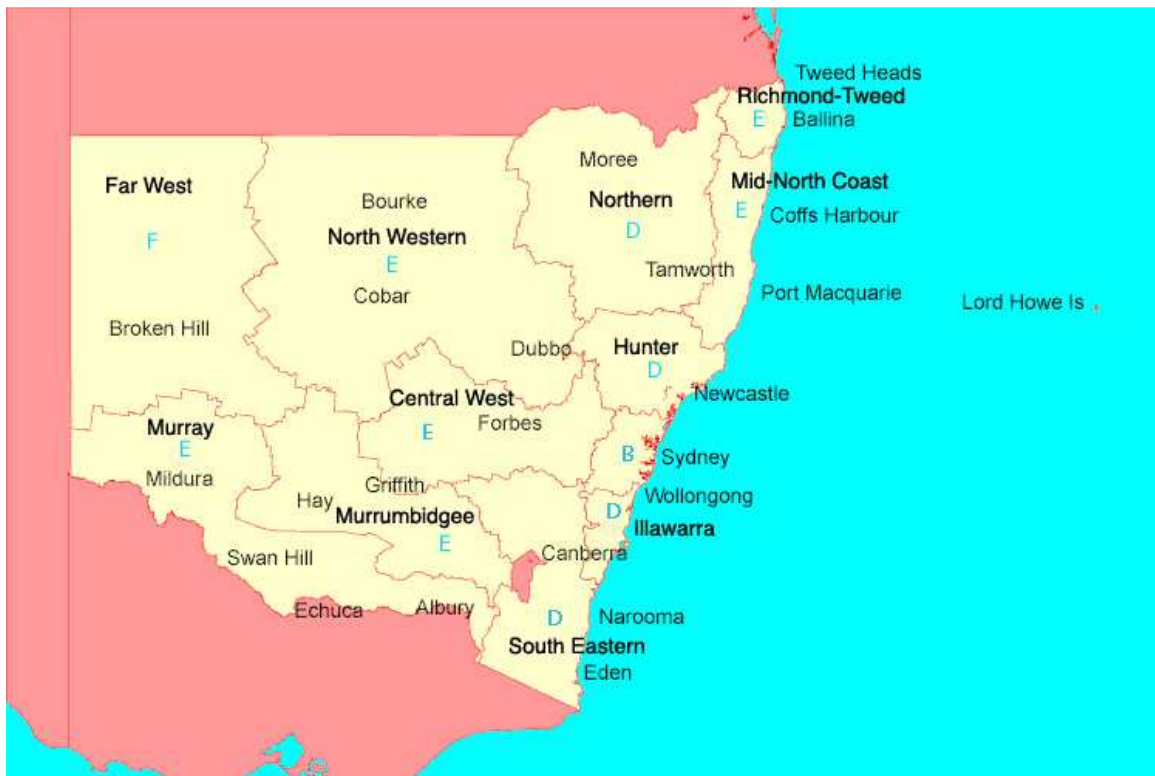 Tweed Heads
Richmond-Tweed
E
Ballina
Moree
Far West
Mid-North Coast
Bourke
Northern
E
Coffs Harbour
D
North Western
F
E
Tamworth
Cobar
Port Macquarie
Lord Howe Is
Broken Hill
Dubbo
Hunter
D
Newcastle
Central West
Forbes
Murray
E
E
B
Sydney
Mildura
Griffith
Hay
Wollongong
Murrumbidgee
D
Illawarra
E
Canberra
Swan Hill
Echuca
Albury
D
Narooma
South Eastern
Eden